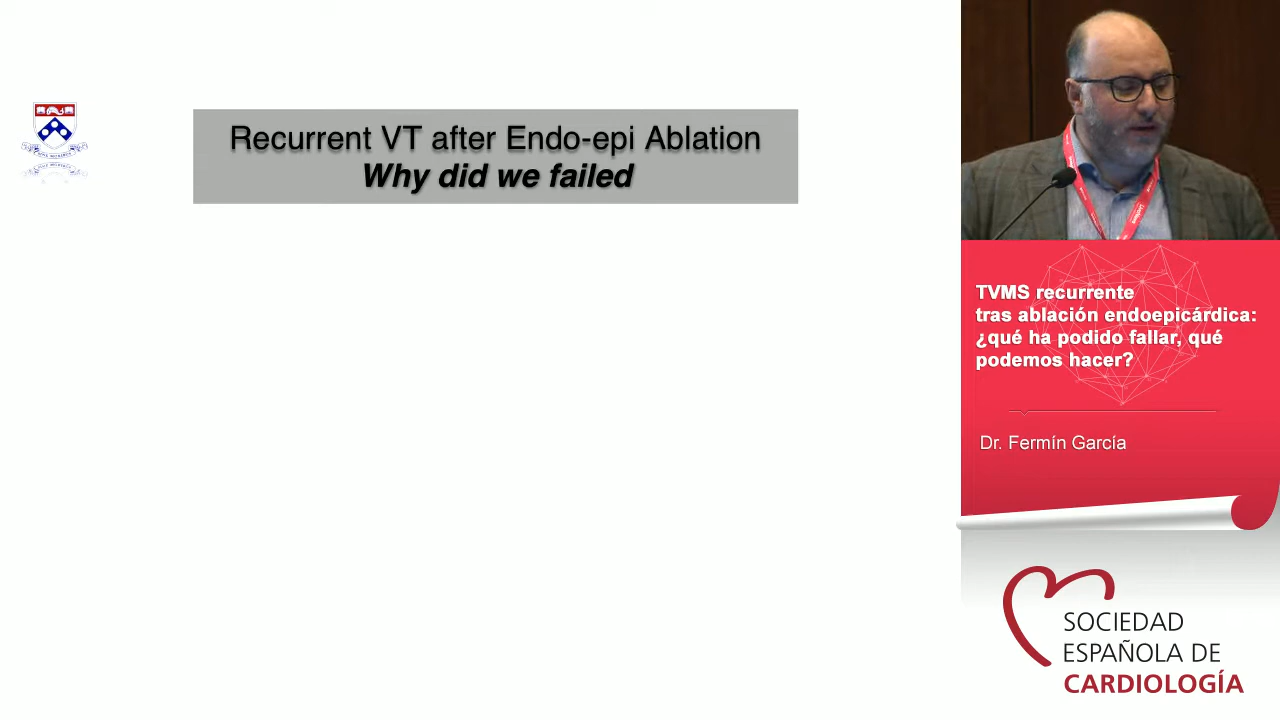 Recurrent VT after Endo-epi Ablation
Why did we failed
TVMS recurrente
tras ablación endoepicárdica:
¿qué ha podido fallar, qué
podemos hacer?
Dr. Fermín García
SOCIEDAD
ESPAÑOLA DE
CARDIOLOGÍA